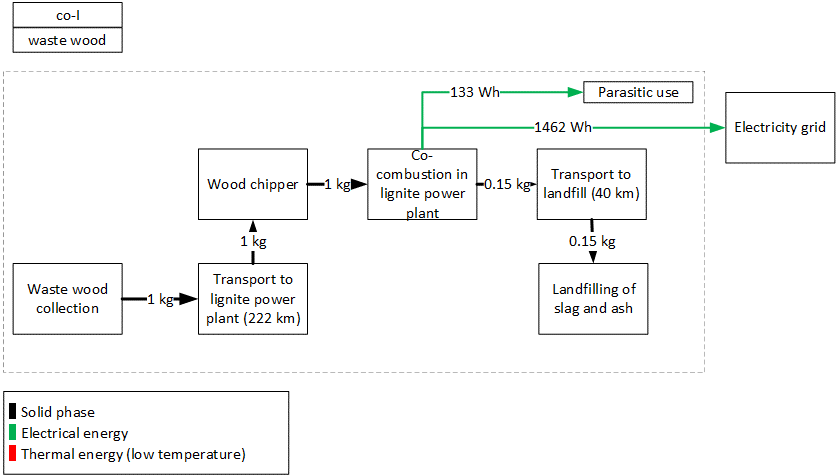 co-I
waste wood
133 Wh
Parasitic use
1462 Wh
Electricity grid
Wood chipper
1 kg
Co-
combustion in
lignite power
plant
0.15 kg
Transport to
landfill (40 km)
1 kg
0.15 kg
Waste wood
collection
1 kg
Transport to
lignite power
plant (222 km)
Landfilling of
slag and ash
Solid phase
Electrical energy
Thermal energy (low temperature)